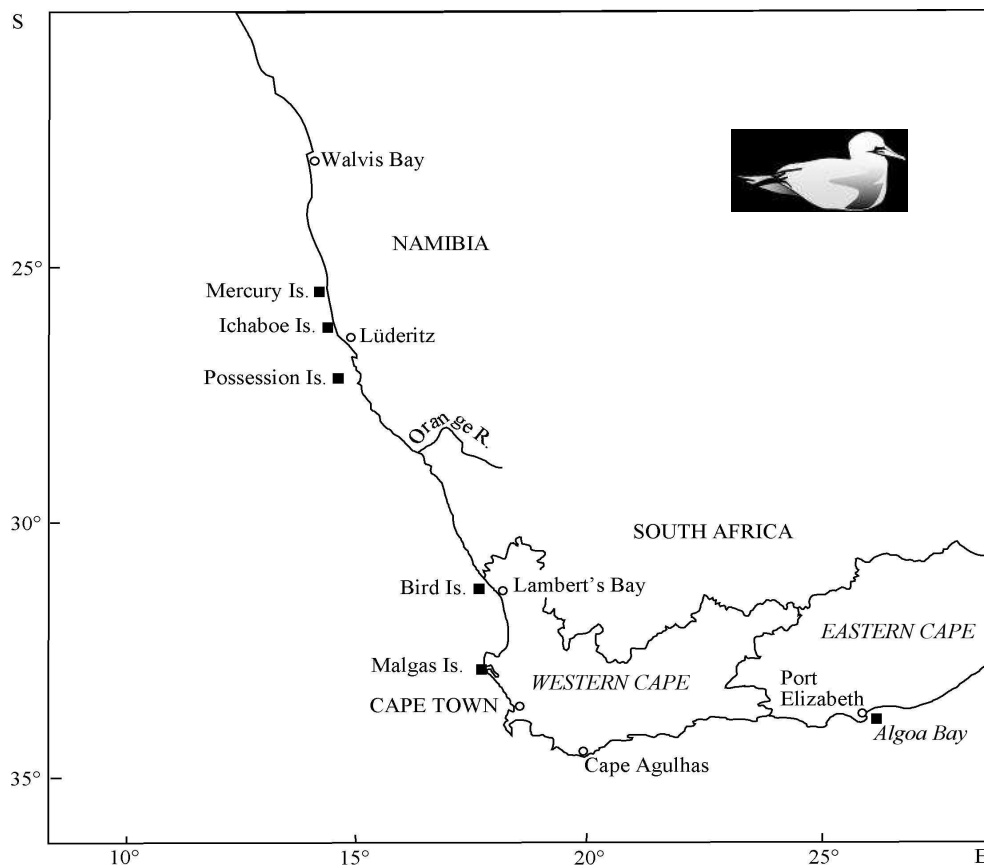 S
Walvis Bay
NAMIBIA
25°
Mercury Is.
Ichaboe Is.
Lüderitz
Possession Is.
Orange R.
30°
SOUTH AFRICA
Bird Is.
Lambert's Bay
EASTERN CAPE
Malgas Is.
WESTERN CAPE
Port
Elizabeth
CAPE TOWN
Algoa Bay
Cape Agulhas
35°
10°
15°
20°
25°
E